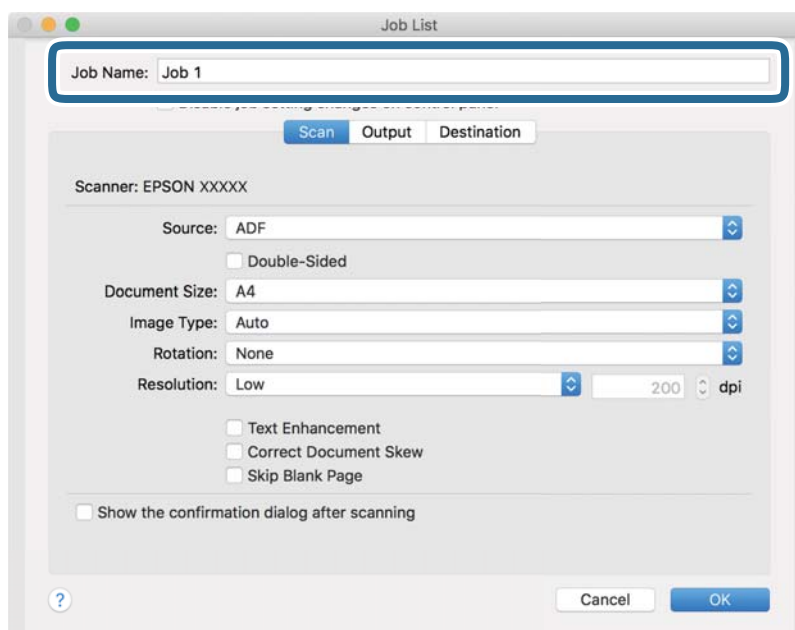 Job List
Job Name: Job 1
Scan Output Destination
Scanner: EPSON XXXXX
Source: ADF
Double-Sided
Document Size: A4
Image Type: Auto
Rotation: None
Resolution: Low 200 dpi
Text Enhancement
Correct Document Skew
Skip Blank Page
Show the confirmation dialog after scanning
? Cancel OK